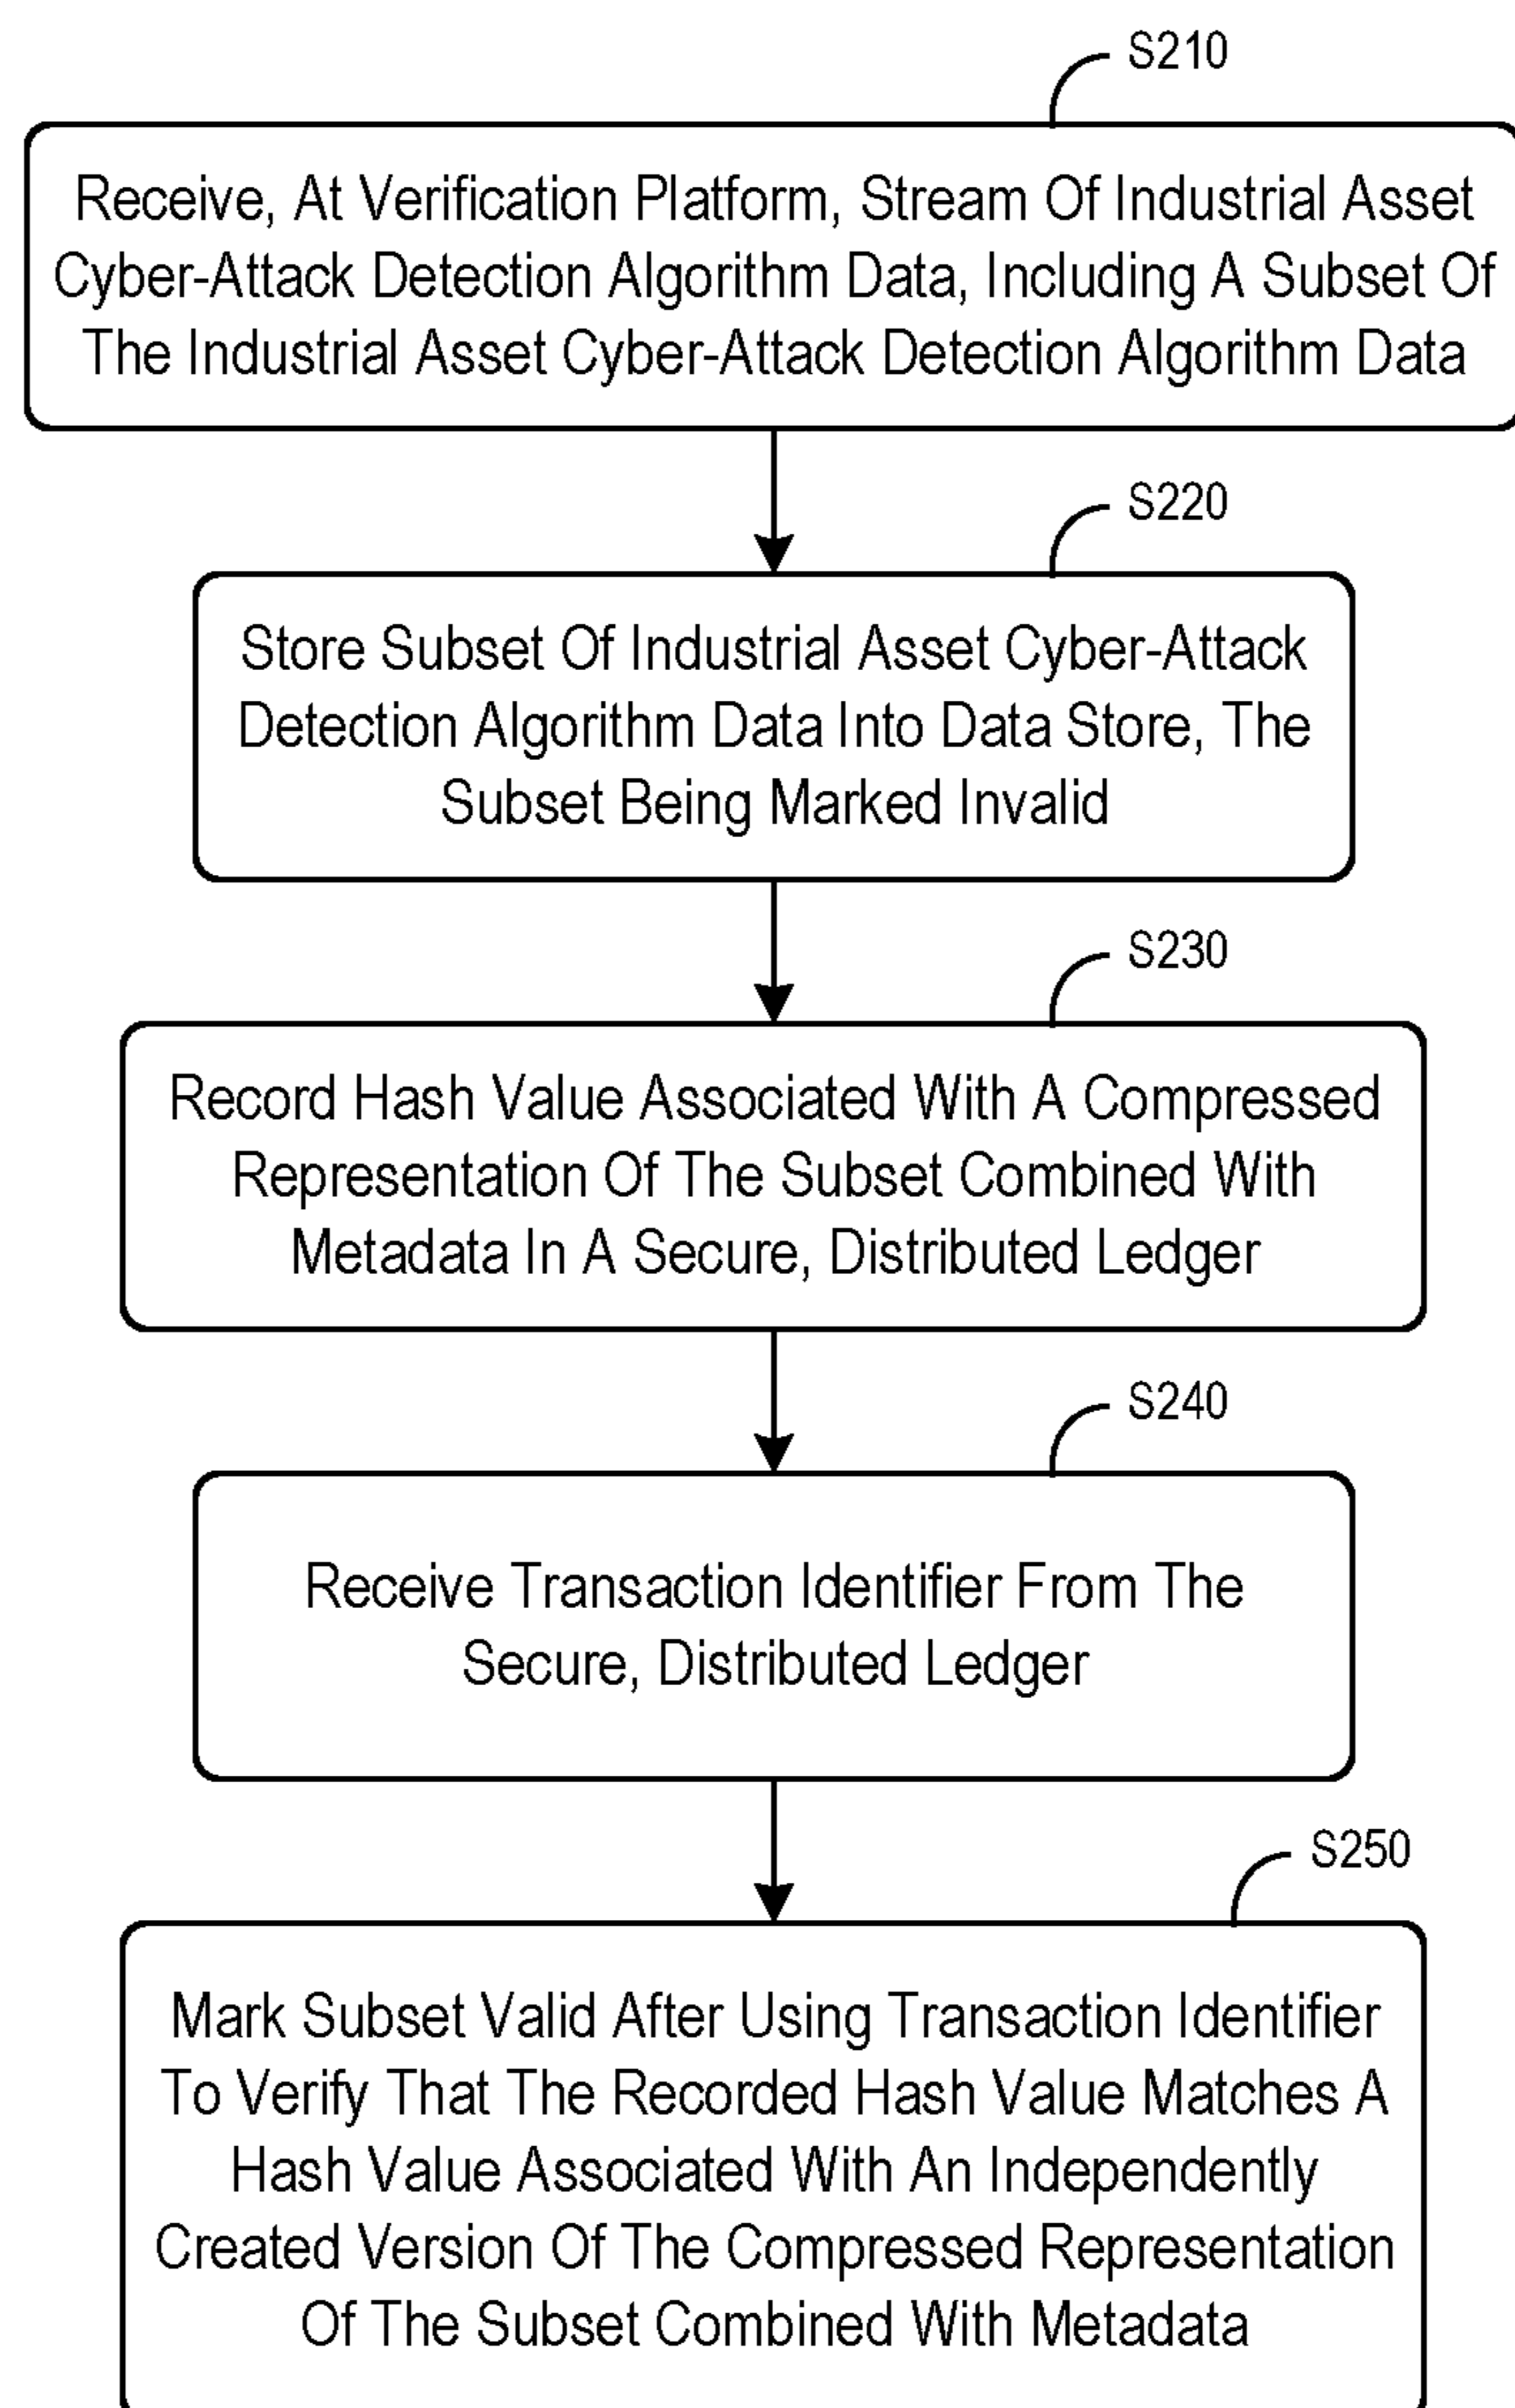 S210
Receive, At Verification Platform, Stream Of Industrial Asset
Cyber-Attack Detection Algorithm Data, Including A Subset Of
The Industrial Asset Cyber-Attack Detection Algorithm Data
S220
Store Subset Of Industrial Asset Cyber-Attack
Detection Algorithm Data Into Data Store, The
Subset Being Marked Invalid
S230
Record Hash Value Associated With A Compressed
Representation Of The Subset Combined With
Metadata In A Secure, Distributed Ledger
S240
Receive Transaction Identifier From The
Secure, Distributed Ledger
S250
Mark Subset Valid After Using Transaction Identifier
To Verify That The Recorded Hash Value Matches A
Hash Value Associated With An Independently
Created Version Of The Compressed Representation
Of The Subset Combined With Metadata